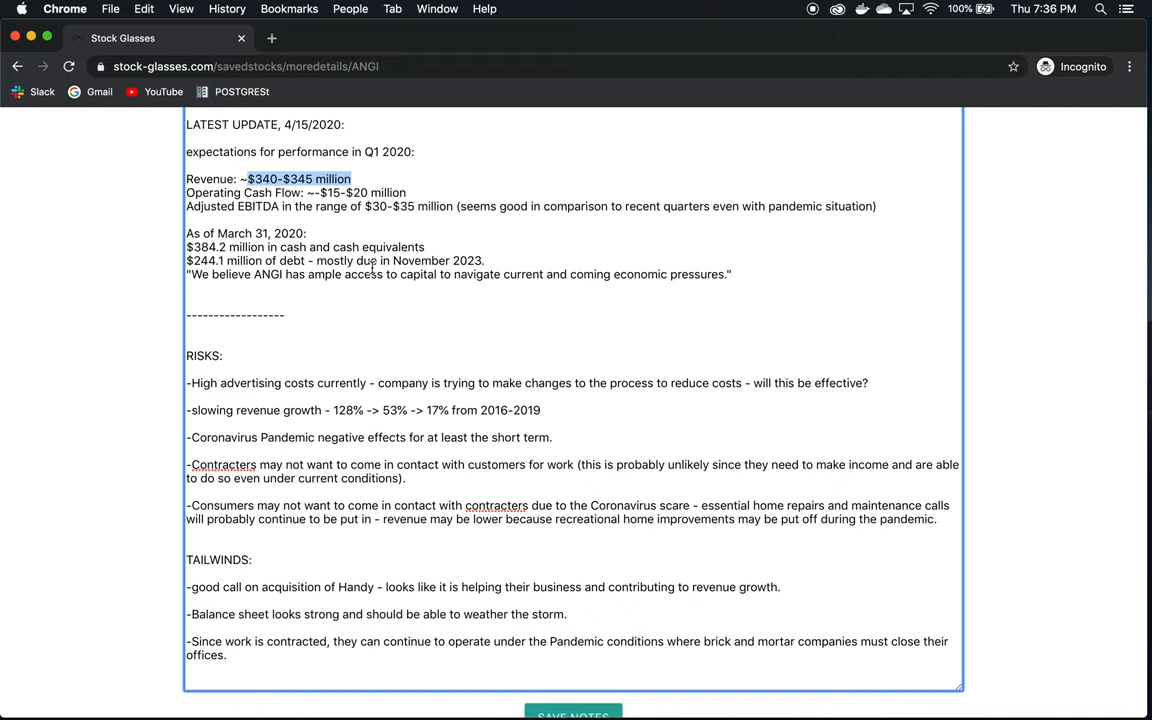 Chrome File Edit View History Bookmarks People Tab Window Help 100% Thu 7:36 PM
Stock Glasses
stock-glasses.com/savedstocks/moredetails/ANGI Incognito
Slack Gmail YouTube POSTGRESt
LATEST UPDATE, 4/15/2020:
expectations for performance in Q1 2020:
Revenue: ~$340-$345 million
Operating Cash Flow: ~-$15-$20 million
Adjusted EBITDA in the range of $30-$35 million (seems good in comparison to recent quarters even with pandemic situation)
As of March 31, 2020:
$384.2 million in cash and cash equivalents
$244.1 million of debt - mostly due in November 2023.
"We believe ANGI has ample access to capital to navigate current and coming economic pressures."
------------------
RISKS:
-High advertising costs currently - company is trying to make changes to the process to reduce costs - will this be effective?
-slowing revenue growth - 128% -> 53% -> 17% from 2016-2019
-Coronavirus Pandemic negative effects for at least the short term.
-Contracters may not want to come in contact with customers for work (this is probably unlikely since they need to make income and are able
to do so even under current conditions).
-Consumers may not want to come in contact with contracters due to the Coronavirus scare - essential home repairs and maintenance calls
will probably continue to be put in - revenue may be lower because recreational home improvements may be put off during the pandemic.
TAILWINDS:
-good call on acquisition of Handy - looks like it is helping their business and contributing to revenue growth.
-Balance sheet looks strong and should be able to weather the storm.
-Since work is contracted, they can continue to operate under the Pandemic conditions where brick and mortar companies must close their
offices.
SAVE NOTES